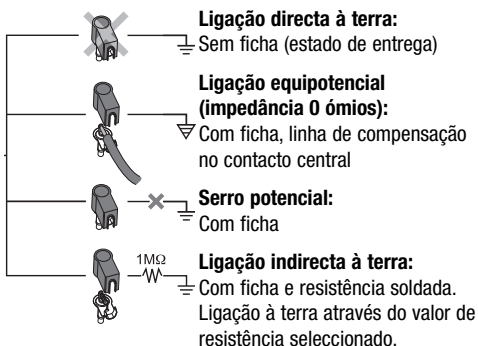 Ligação directa à terra:
Sem ficha (estado de entrega)
Ligação equipotencial
(impedância 0 ómios):
Com ficha, linha de compensação
no contacto central
Serro potencial:
Com ficha
1MΩ
Ligação indirecta à terra:
Com ficha e resistência soldada.
Ligação à terra através do valor de
resistência seleccionado.